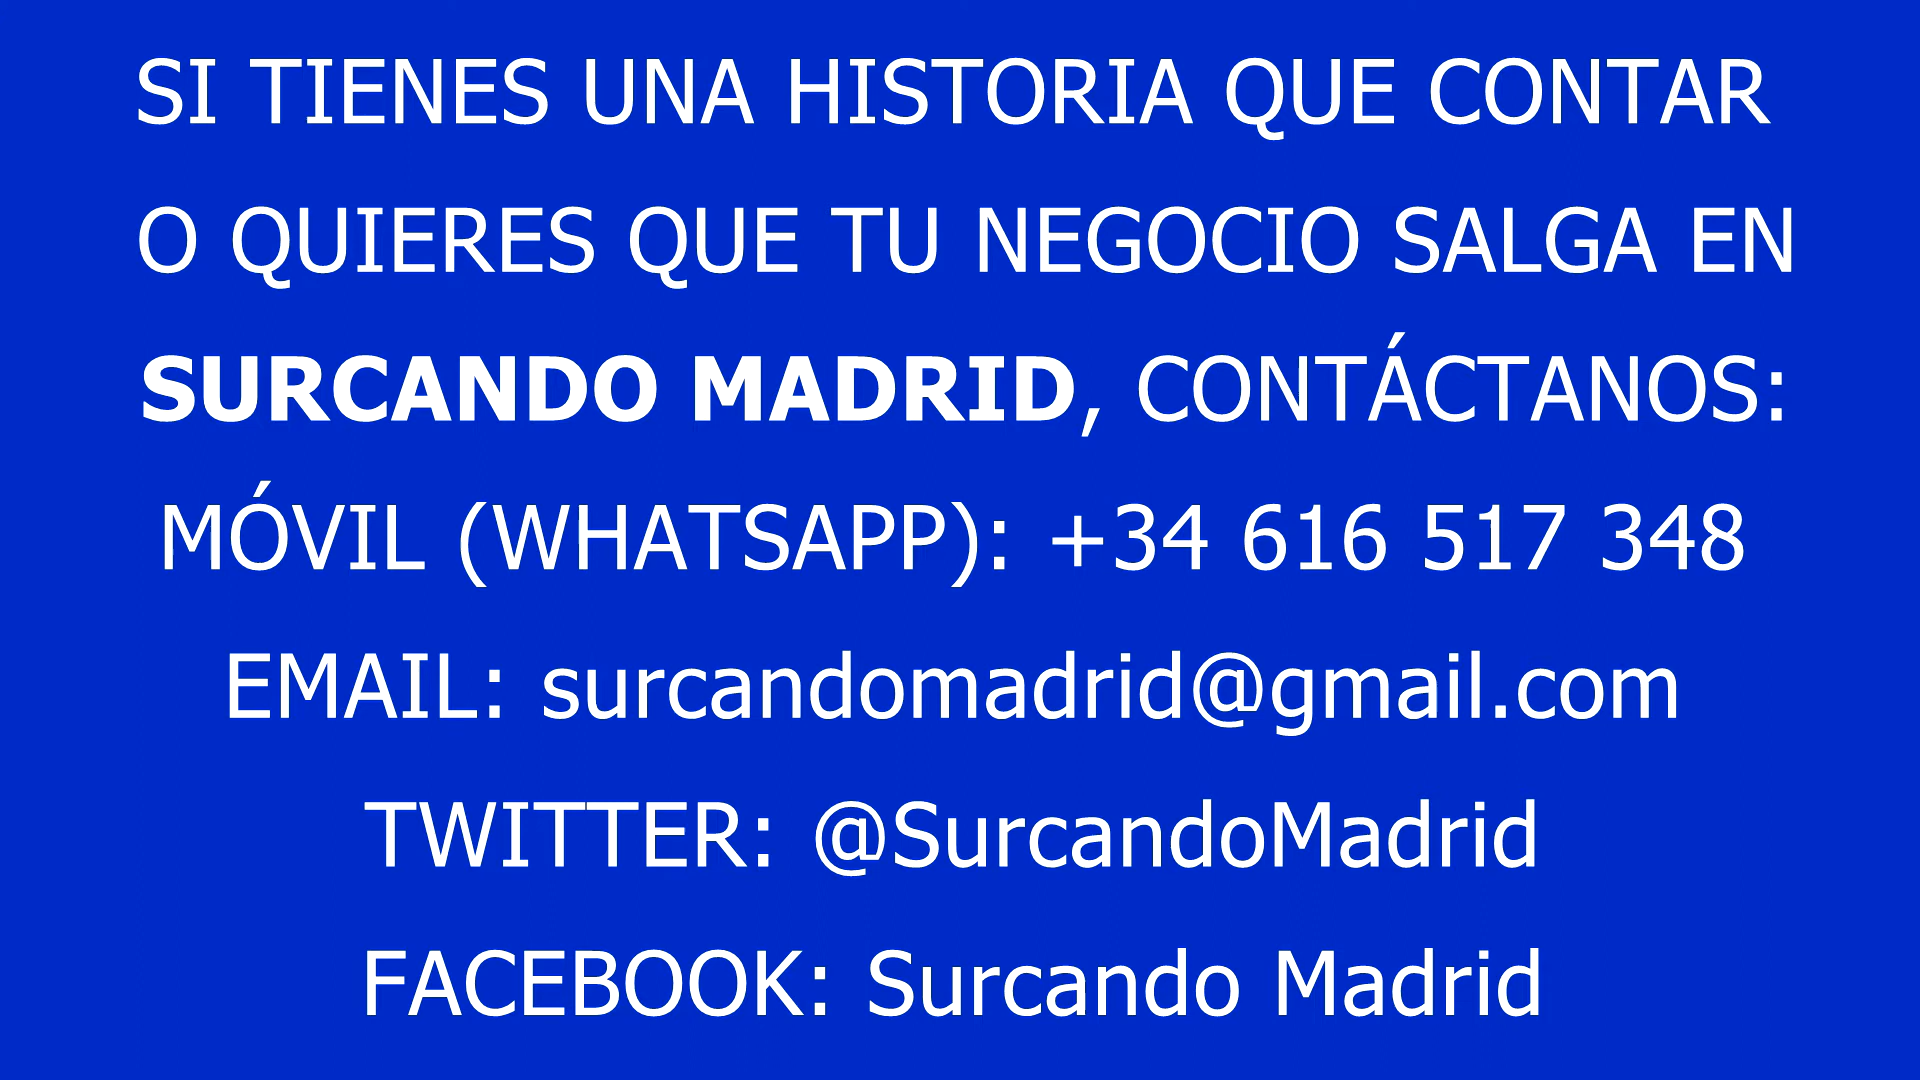 SI TIENES UNA HISTORIA QUE CONTAR
O QUIERES QUE TU NEGOCIO SALGA EN
SURCANDO MADRID, CONTÁCTANOS:
MÓVIL (WHATSAPP): +34 616 517 348
EMAIL: surcandomadrid@gmail.com
TWITTER: @SurcandoMadrid
FACEBOOK: Surcando Madrid